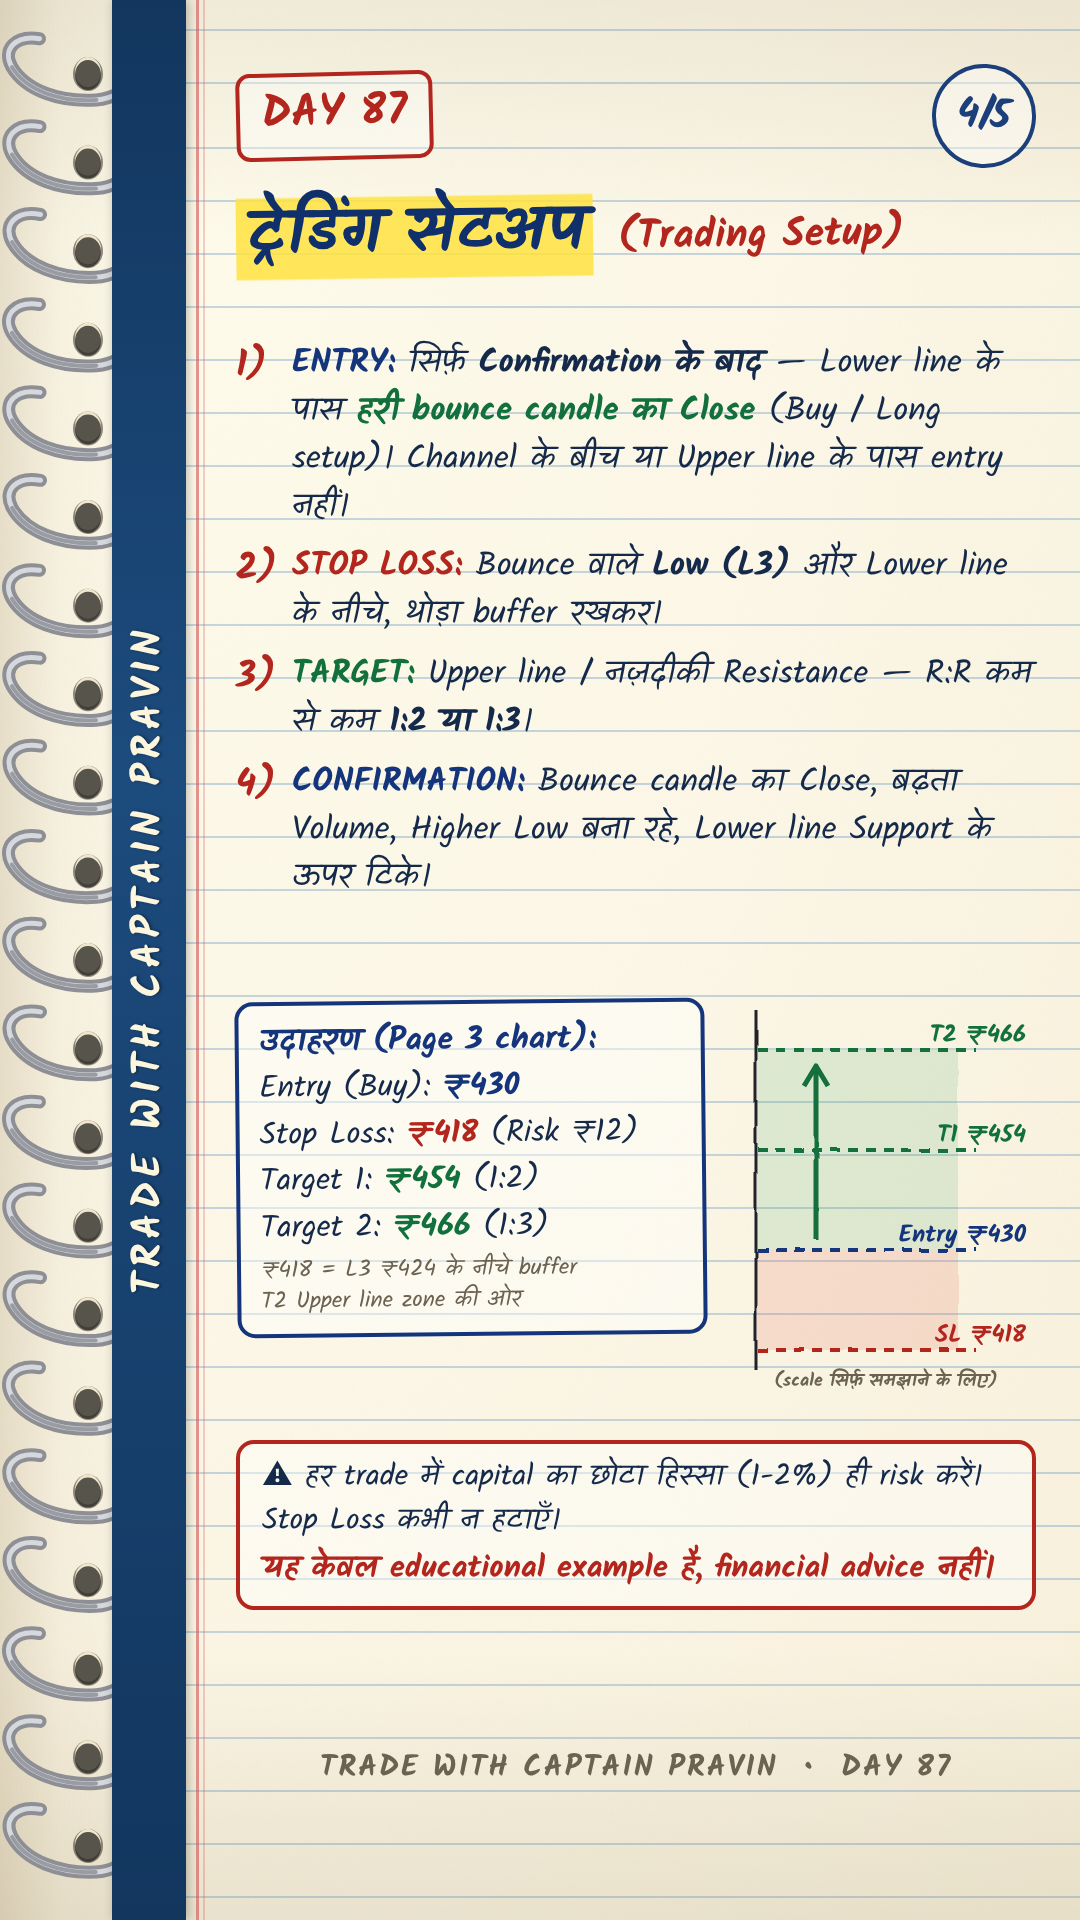 DAY 87
4/5
ट्रेडिंग सेटअप (Trading Setup)
1) ENTRY: सिर्फ़ Confirmation के बाद — Lower line के
पास हरी bounce candle का Close (Buy / Long
setup)। Channel के बीच या Upper line के पास entry
नहीं।
2) STOP LOSS: Bounce वाले Low (L3) और Lower line
के नीचे, थोड़ा buffer रखकर।
3) TARGET: Upper line / नज़दीकी Resistance — R:R कम
से कम 1:2 या 1:3।
4) CONFIRMATION: Bounce candle का Close, बढ़ता
Volume, Higher Low बना रहे, Lower line Support के
ऊपर टिके।
उदाहरण (Page 3 chart):
Entry (Buy): ₹430
Stop Loss: ₹418 (Risk ₹12)
Target 1: ₹454 (1:2)
Target 2: ₹466 (1:3)
₹418 = L3 ₹424 के नीचे buffer
T2 Upper line zone की ओर
T2 ₹466
T1 ₹454
Entry ₹430
SL ₹418
(scale सिर्फ़ समझाने के लिए)
⚠ हर trade में capital का छोटा हिस्सा (1-2%) ही risk करें।
Stop Loss कभी न हटाएँ।
यह केवल educational example है, financial advice नहीं।
TRADE WITH CAPTAIN PRAVIN · DAY 87
TRADE WITH CAPTAIN PRAVIN